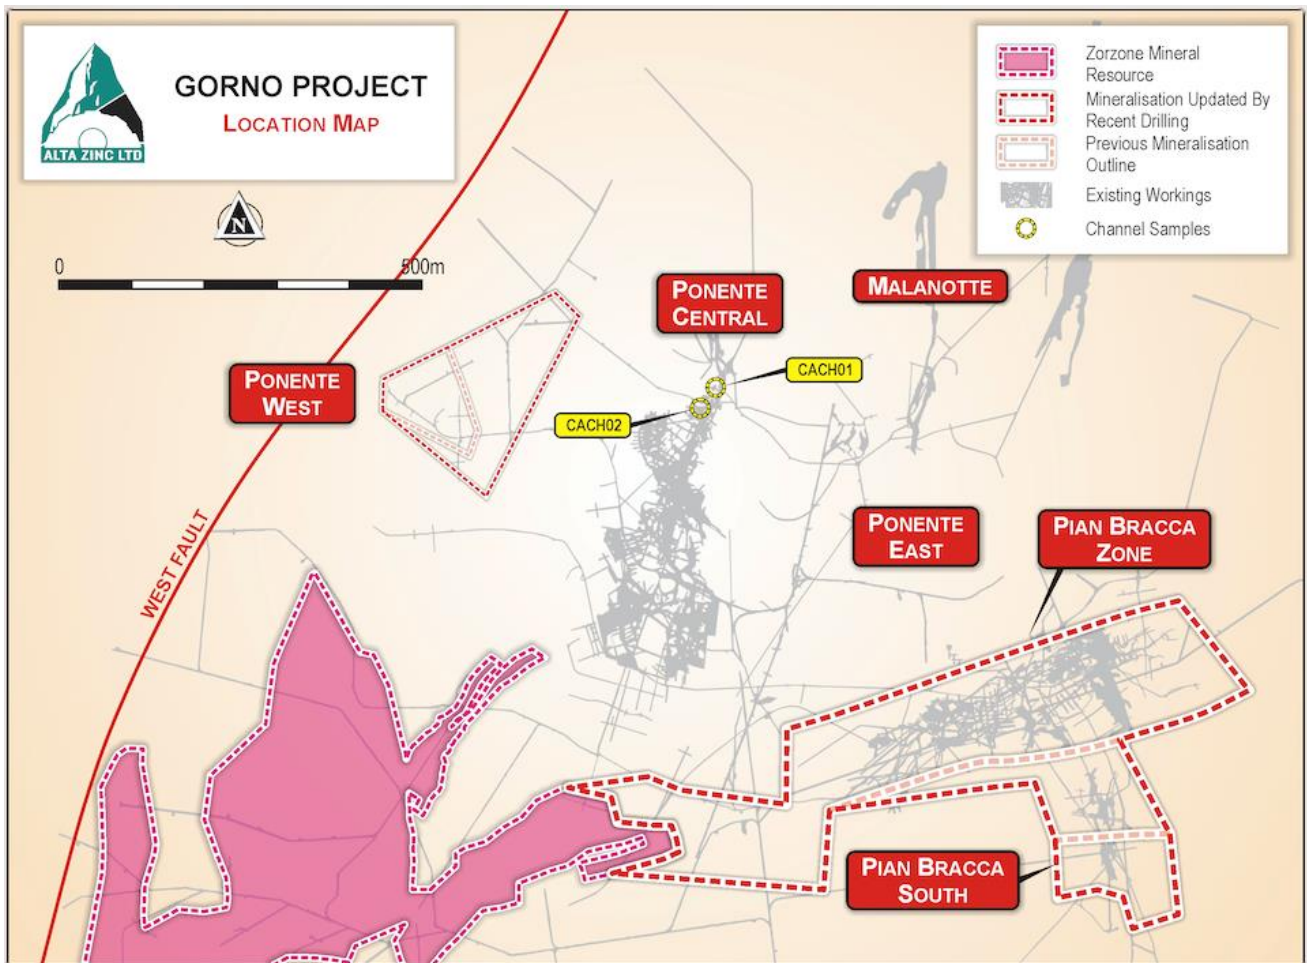 GORNO PROJECT
LOCATION MAP
ALTA ZINC LTD
N
0
500m
Zorzone Mineral
Resource
Mineralisation Updated By
Recent Drilling
Previous Mineralisation
Outline
Existing Workings
Channel Samples
PONENTE
CENTRAL
MALANOTTE
PONENTE
WEST
CACH01
CACH02
WEST FAULT
PONENTE
EAST
PIAN BRACCA
ZONE
PIAN BRACCA
SOUTH